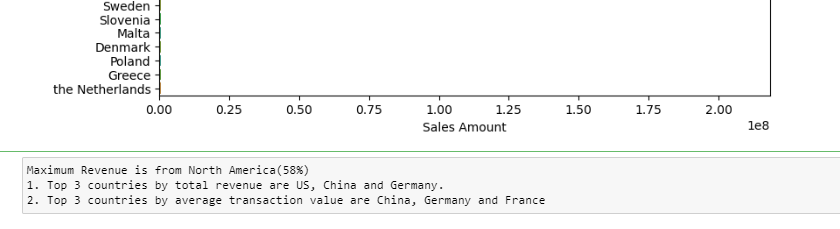 Sweden
Slovenia
Malta
Denmark
Poland
Greece
the Netherlands
0.00 0.25 0.50 0.75 1.00 1.25 1.50 1.75 2.00
Sales Amount
1e8
Maximum Revenue is from North America(58%)
1. Top 3 countries by total revenue are US, China and Germany.
2. Top 3 countries by average transaction value are China, Germany and France